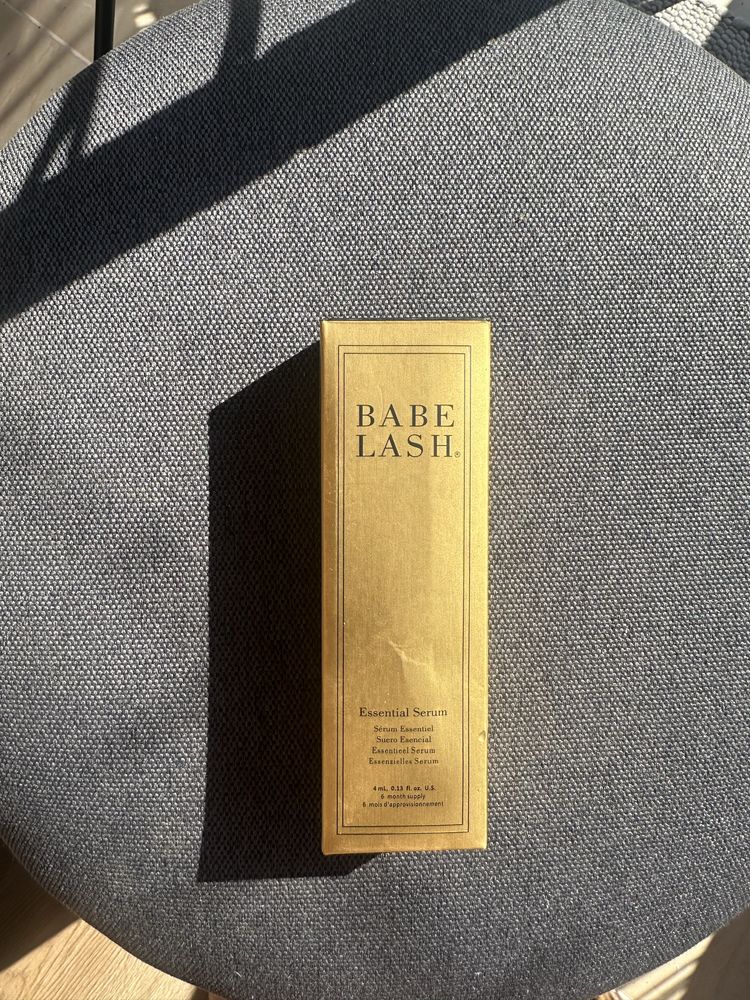 BABE
LASH®
Essential Serum
Sérum Essentiel
Suero Esencial
Essentieel Serum
Essenzielles Serum
4 mL, 0.13 fl. oz. U.S.
6 month supply
6 mois d'approvisionnement